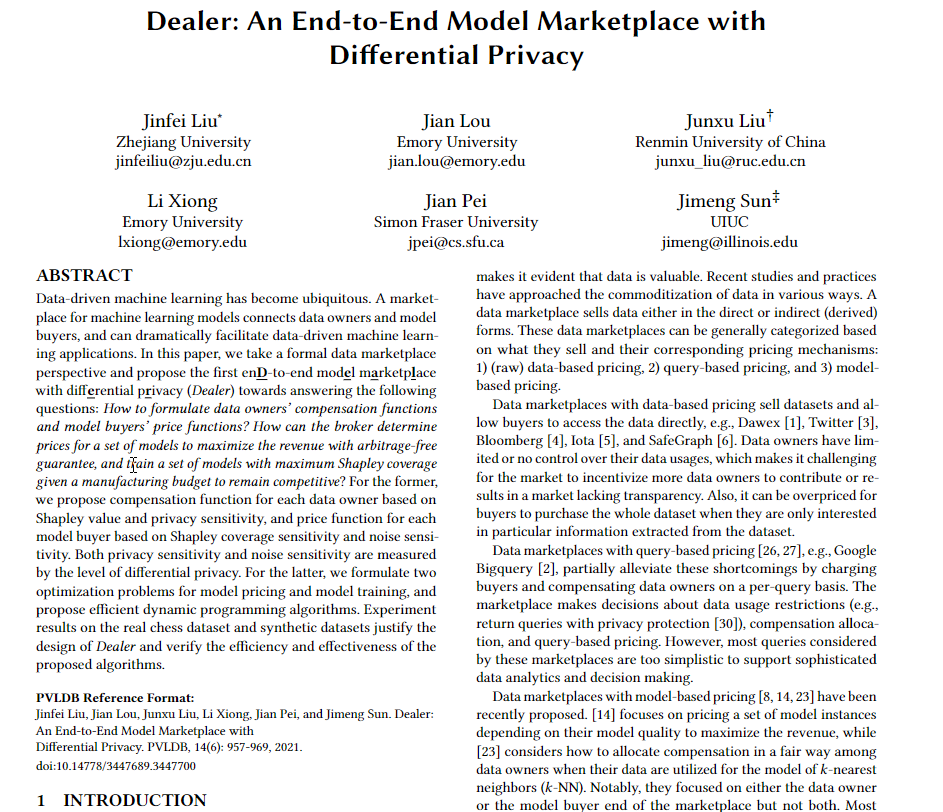 Dealer: An End-to-End Model Marketplace with
Differential Privacy
Jinfei Liu*
Zhejiang University
jinfeiliu@zju.edu.cn
Jian Lou
Emory University
jian.lou@emory.edu
Junxu Liu†
Renmin University of China
junxu_liu@ruc.edu.cn
Li Xiong
Emory University
lxiong@emory.edu
Jian Pei
Simon Fraser University
jpei@cs.sfu.ca
Jimeng Sun‡
UIUC
jimeng@illinois.edu
ABSTRACT
Data-driven machine learning has become ubiquitous. A market-
place for machine learning models connects data owners and model
buyers, and can dramatically facilitate data-driven machine learn-
ing applications. In this paper, we take a formal data marketplace
perspective and propose the first enD-to-end model marketplace
with differential privacy (Dealer) towards answering the following
questions: How to formulate data owners' compensation functions
and model buyers' price functions? How can the broker determine
prices for a set of models to maximize the revenue with arbitrage-free
guarantee, and train a set of models with maximum Shapley coverage
given a manufacturing budget to remain competitive? For the former,
we propose compensation function for each data owner based on
Shapley value and privacy sensitivity, and price function for each
model buyer based on Shapley coverage sensitivity and noise sensi-
tivity. Both privacy sensitivity and noise sensitivity are measured
by the level of differential privacy. For the latter, we formulate two
optimization problems for model pricing and model training, and
propose efficient dynamic programming algorithms. Experiment
results on the real chess dataset and synthetic datasets justify the
design of Dealer and verify the efficiency and effectiveness of the
proposed algorithms.
PVLDB Reference Format:
Jinfei Liu, Jian Lou, Junxu Liu, Li Xiong, Jian Pei, and Jimeng Sun. Dealer:
An End-to-End Model Marketplace with
Differential Privacy. PVLDB, 14(6): 957-969, 2021.
doi:10.14778/3447689.3447700
1 INTRODUCTION
makes it evident that data is valuable. Recent studies and practices
have approached the commoditization of data in various ways. A
data marketplace sells data either in the direct or indirect (derived)
forms. These data marketplaces can be generally categorized based
on what they sell and their corresponding pricing mechanisms:
1) (raw) data-based pricing, 2) query-based pricing, and 3) model-
based pricing.
Data marketplaces with data-based pricing sell datasets and al-
low buyers to access the data directly, e.g., Dawex [1], Twitter [3],
Bloomberg [4], Iota [5], and SafeGraph [6]. Data owners have lim-
ited or no control over their data usages, which makes it challenging
for the market to incentivize more data owners to contribute or re-
sults in a market lacking transparency. Also, it can be overpriced for
buyers to purchase the whole dataset when they are only interested
in particular information extracted from the dataset.
Data marketplaces with query-based pricing [26, 27], e.g., Google
Bigquery [2], partially alleviate these shortcomings by charging
buyers and compensating data owners on a per-query basis. The
marketplace makes decisions about data usage restrictions (e.g.,
return queries with privacy protection [30]), compensation alloca-
tion, and query-based pricing. However, most queries considered
by these marketplaces are too simplistic to support sophisticated
data analytics and decision making.
Data marketplaces with model-based pricing [8, 14, 23] have been
recently proposed. [14] focuses on pricing a set of model instances
depending on their model quality to maximize the revenue, while
[23] considers how to allocate compensation in a fair way among
data owners when their data are utilized for the model of k-nearest
neighbors (k-NN). Notably, they focused on either the data owner
or the model buyer end of the marketplace but not both. Most